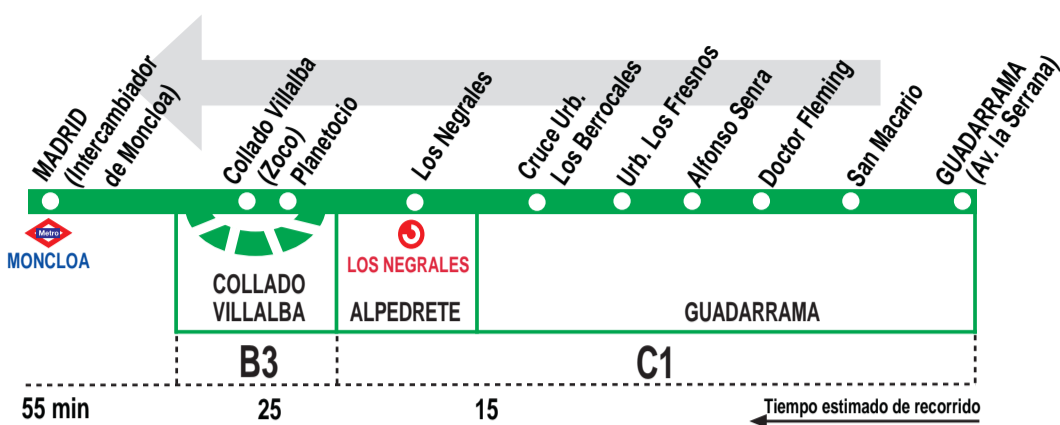 MADRID
(Intercambiador
de Moncloa)
Collado Villalba
(Zoco)
Planetocio
Los Negrales
Cruce Urb.
Los Berrocales
Urb. Los Fresnos
Alfonso Senra
Doctor Fleming
San Macario
GUADARRAMA
(Av. la Serrana)
Metro
MONCLOA
LOS NEGRALES
COLLADO
VILLALBA
ALPEDRETE
GUADARRAMA
B3
C1
55 min
25
15
Tiempo estimado de recorrido